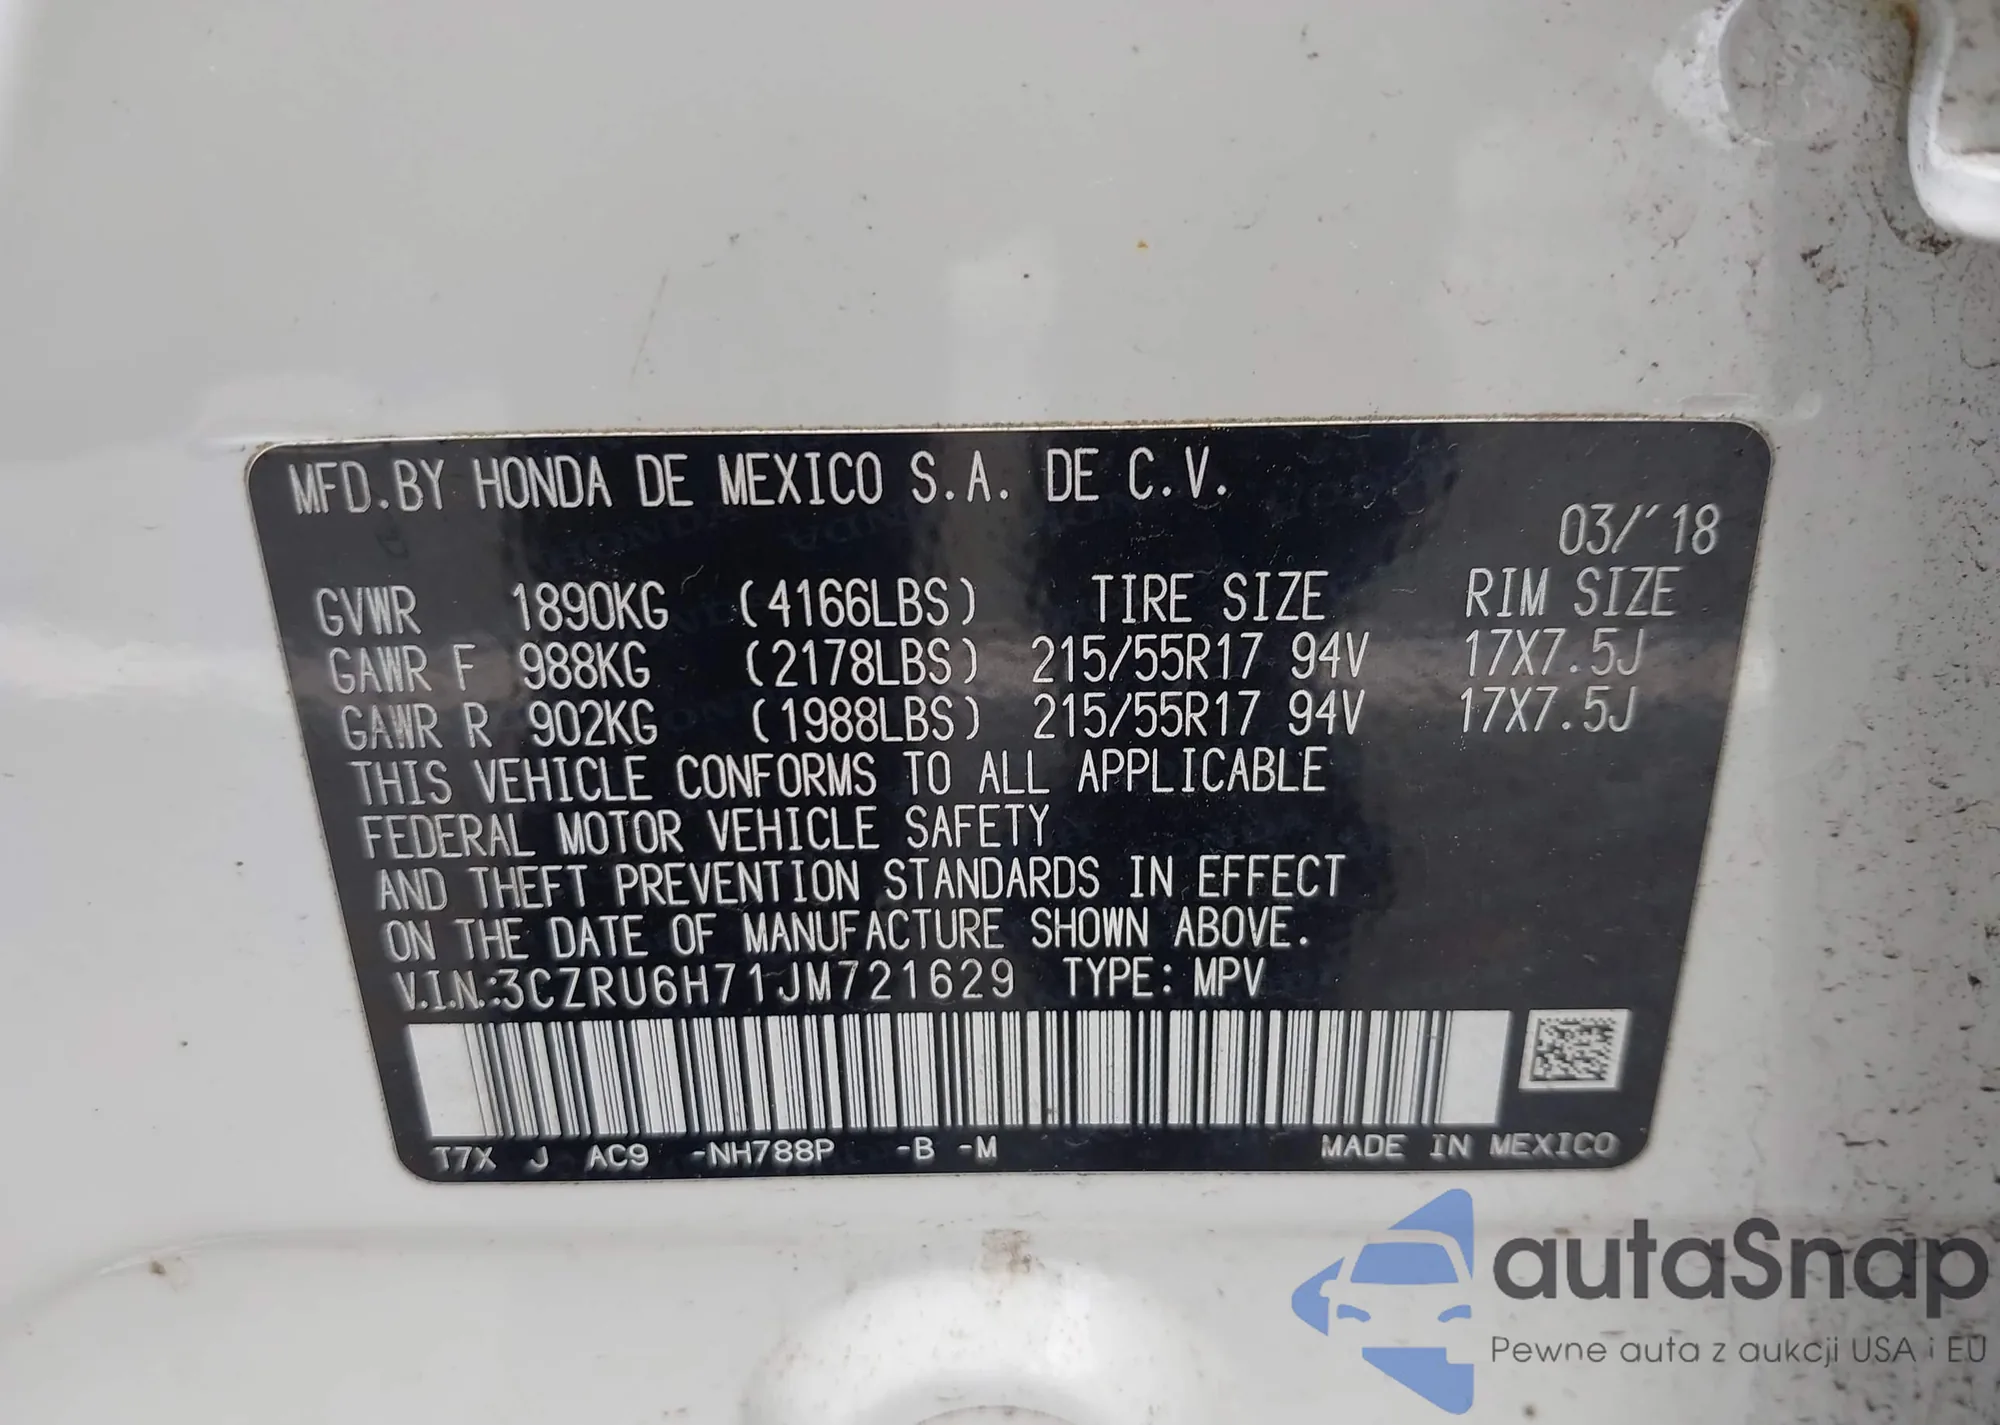 MFD.BY HONDA DE MEXICO S.A. DE C.V.
03/'18
GVWR 1890KG (4166LBS) TIRE SIZE RIM SIZE
GAWR F 988KG (2178LBS) 215/55R17 94V 17X7.5J
GAWR R 902KG (1988LBS) 215/55R17 94V 17X7.5J
THIS VEHICLE CONFORMS TO ALL APPLICABLE
FEDERAL MOTOR VEHICLE SAFETY
AND THEFT PREVENTION STANDARDS IN EFFECT
ON THE DATE OF MANUFACTURE SHOWN ABOVE.
V.I.N.:3CZRU6H71JM721629 TYPE: MPV
T7X J AC9 -NH788P -B -M MADE IN MEXICO
autaSnap
Pewne auta z aukcji USA i EU